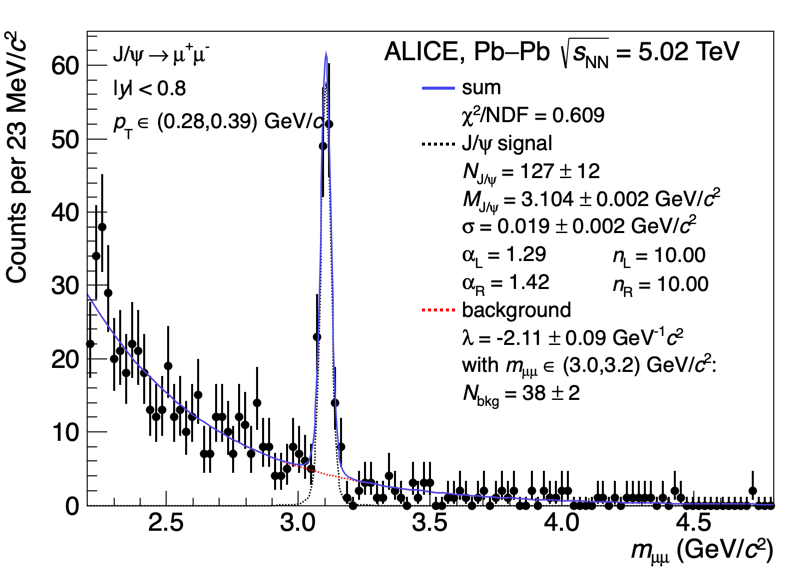 Counts per 23 MeV/c²
60
50
40
30
20
10
0
J/ψ → μ⁺μ⁻
|y| < 0.8
p_T ∈ (0.28,0.39) GeV/c
ALICE, Pb–Pb √s_NN = 5.02 TeV
sum
χ²/NDF = 0.609
J/ψ signal
N_J/ψ = 127 ± 12
M_J/ψ = 3.104 ± 0.002 GeV/c²
σ = 0.019 ± 0.002 GeV/c²
α_L = 1.29 n_L = 10.00
α_R = 1.42 n_R = 10.00
background
λ = -2.11 ± 0.09 GeV⁻¹c²
with m_μμ ∈ (3.0,3.2) GeV/c²:
N_bkg = 38 ± 2
2.5 3.0 3.5 4.0 4.5
m_μμ (GeV/c²)